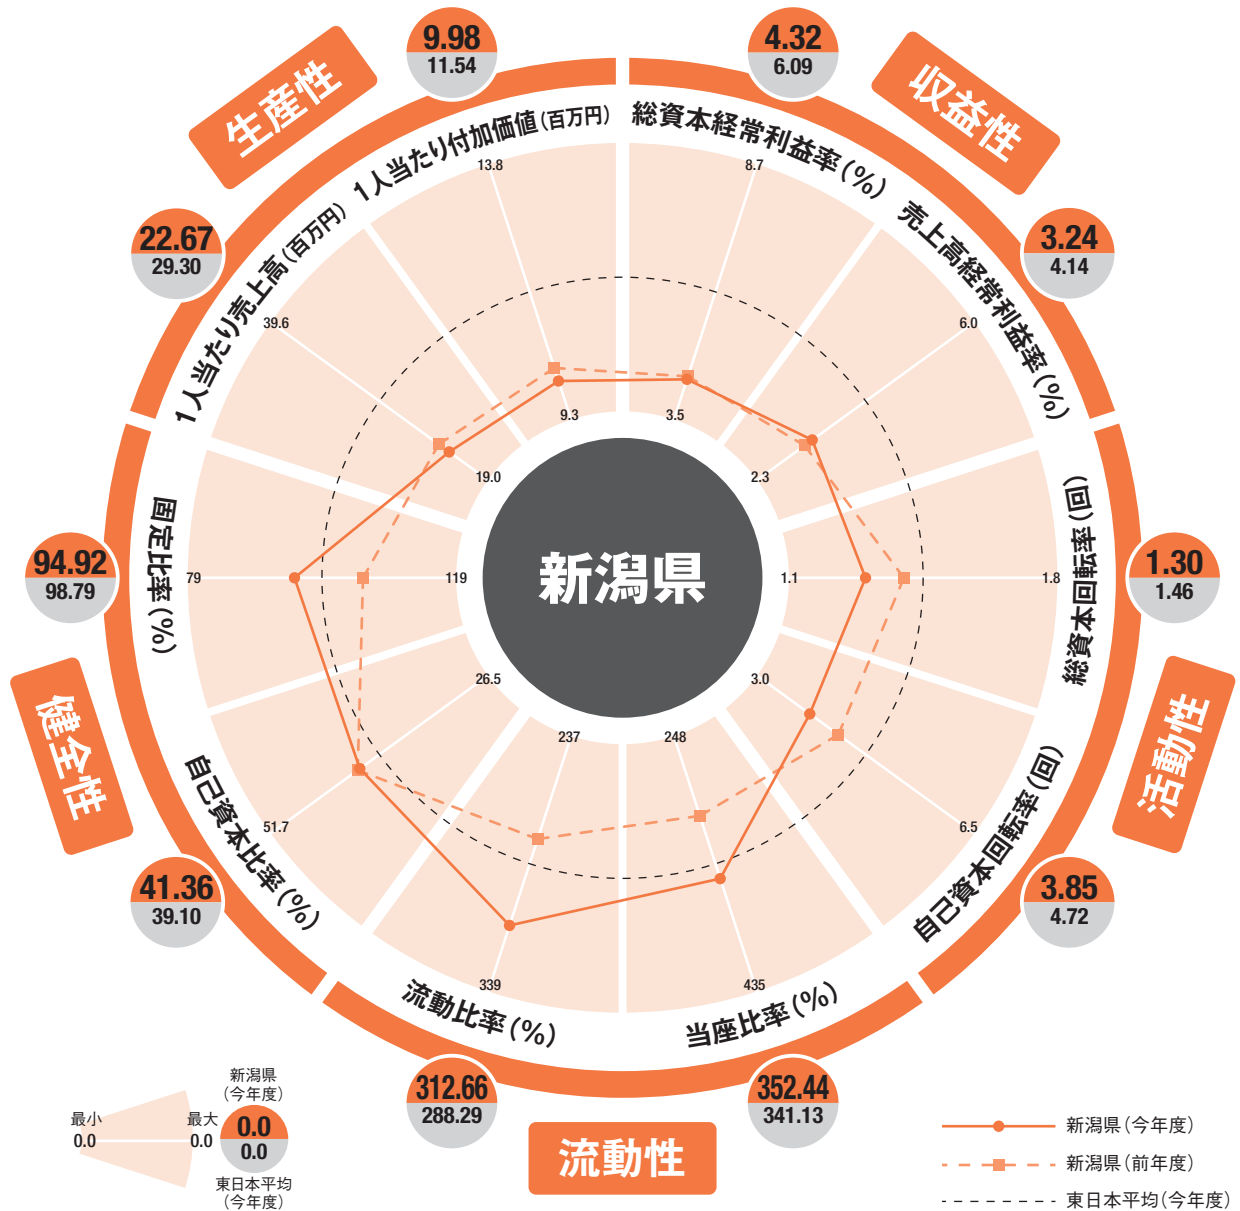 収益性
4.32
6.09
総資本経常利益率(%)
8.7
3.5
3.24
4.14
売上高経常利益率(%)
6.0
2.3
活動性
1.30
1.46
総資本回転率(回)
1.8
1.1
3.85
4.72
自己資本回転率(回)
6.5
3.0
流動性
352.44
341.13
当座比率(%)
435
248
312.66
288.29
流動比率(%)
339
237
健全性
41.36
39.10
自己資本比率(%)
51.7
26.5
94.92
98.79
固定比率(%)
79
119
生産性
22.67
29.30
1人当たり売上高(百万円)
39.6
19.0
9.98
11.54
1人当たり付加価値(百万円)
13.8
9.3
新潟県
新潟県
(今年度)
最小
0.0
最大
0.0
0.0
0.0
東日本平均
(今年度)
新潟県(今年度)
新潟県(前年度)
東日本平均(今年度)